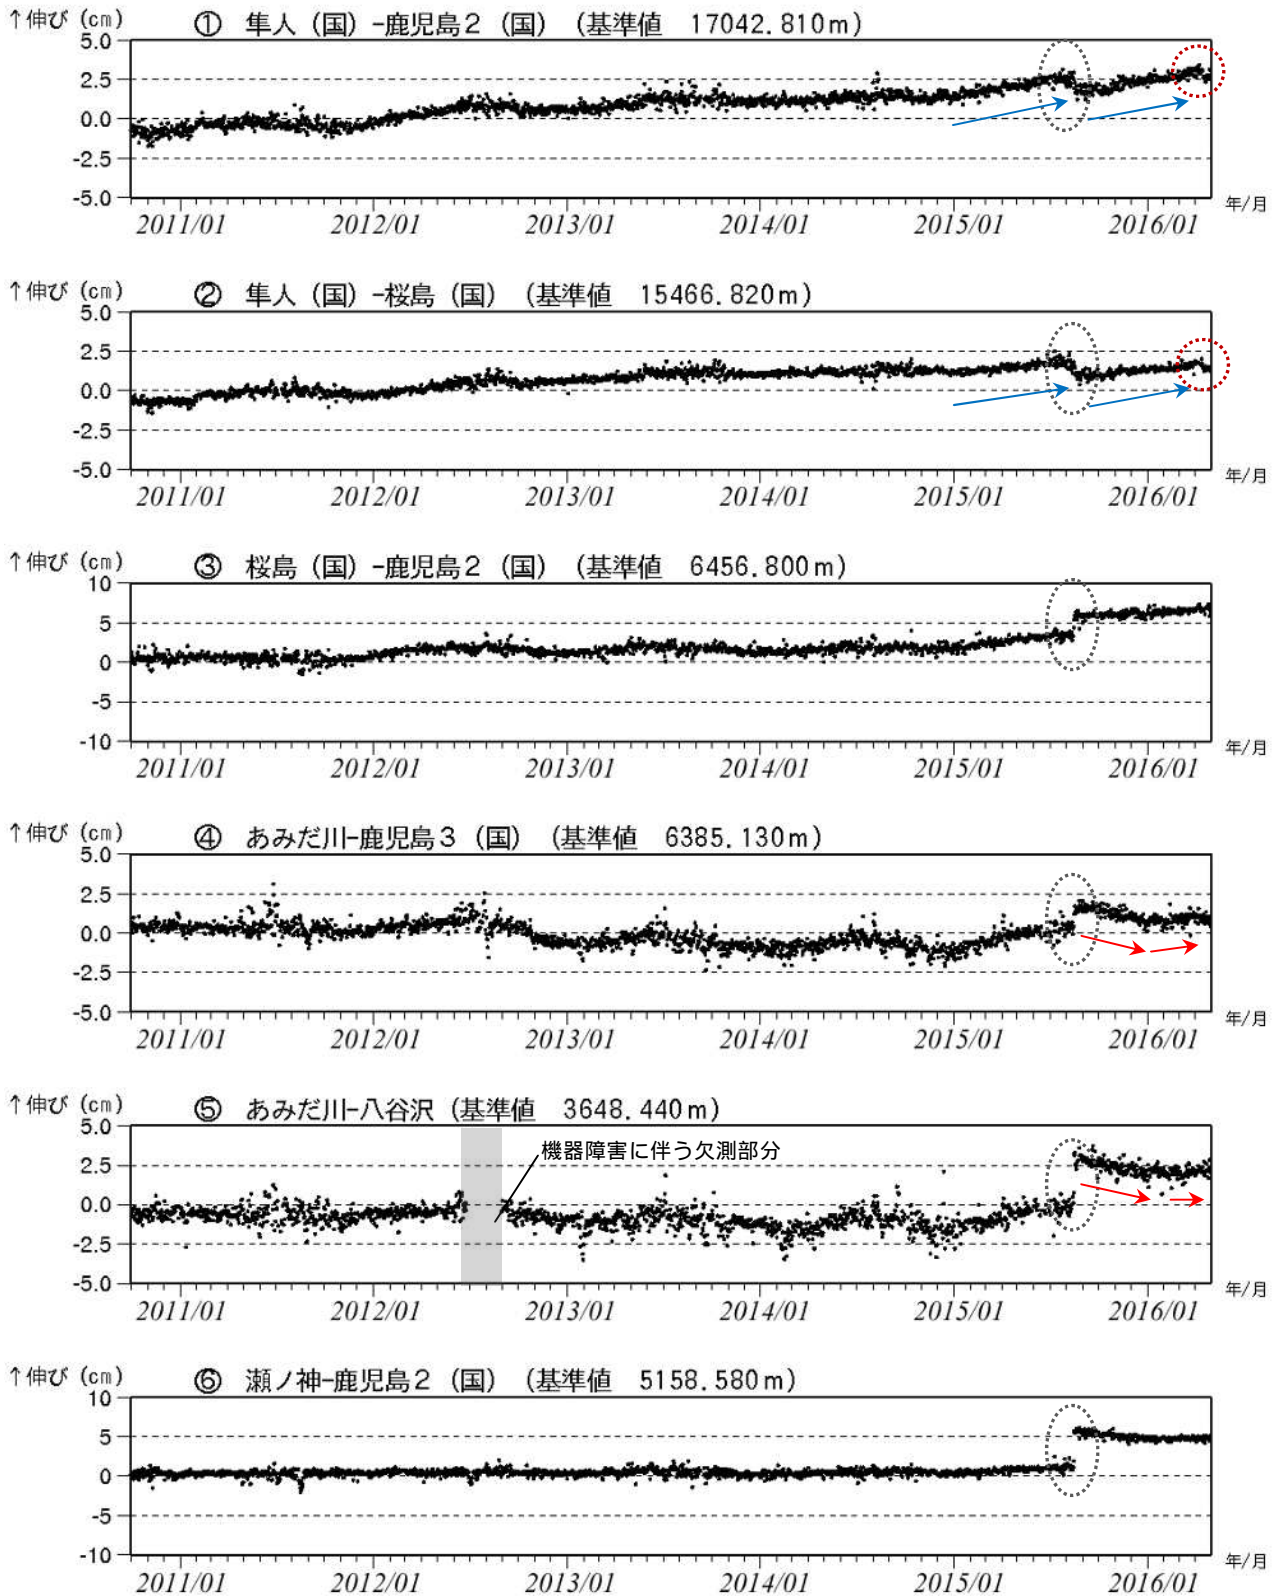 ↑伸び (cm) ① 隼人 (国) -鹿児島2 (国) (基準値 17042.810m)
5.0
2.5
0.0
-2.5
-5.0
2011/01 2012/01 2013/01 2014/01 2015/01 2016/01 年/月
↑伸び (cm) ② 隼人 (国) -桜島 (国) (基準値 15466.820m)
5.0
2.5
0.0
-2.5
-5.0
2011/01 2012/01 2013/01 2014/01 2015/01 2016/01 年/月
↑伸び (cm) ③ 桜島 (国) -鹿児島2 (国) (基準値 6456.800m)
10
5
0
-5
-10
2011/01 2012/01 2013/01 2014/01 2015/01 2016/01 年/月
↑伸び (cm) ④ あみだ川-鹿児島3 (国) (基準値 6385.130m)
5.0
2.5
0.0
-2.5
-5.0
2011/01 2012/01 2013/01 2014/01 2015/01 2016/01 年/月
↑伸び (cm) ⑤ あみだ川-八谷沢 (基準値 3648.440m)
5.0
機器障害に伴う欠測部分
2.5
0.0
-2.5
-5.0
2011/01 2012/01 2013/01 2014/01 2015/01 2016/01 年/月
↑伸び (cm) ⑥ 瀬ノ神-鹿児島2 (国) (基準値 5158.580m)
10
5
0
-5
-10
2011/01 2012/01 2013/01 2014/01 2015/01 2016/01 年/月